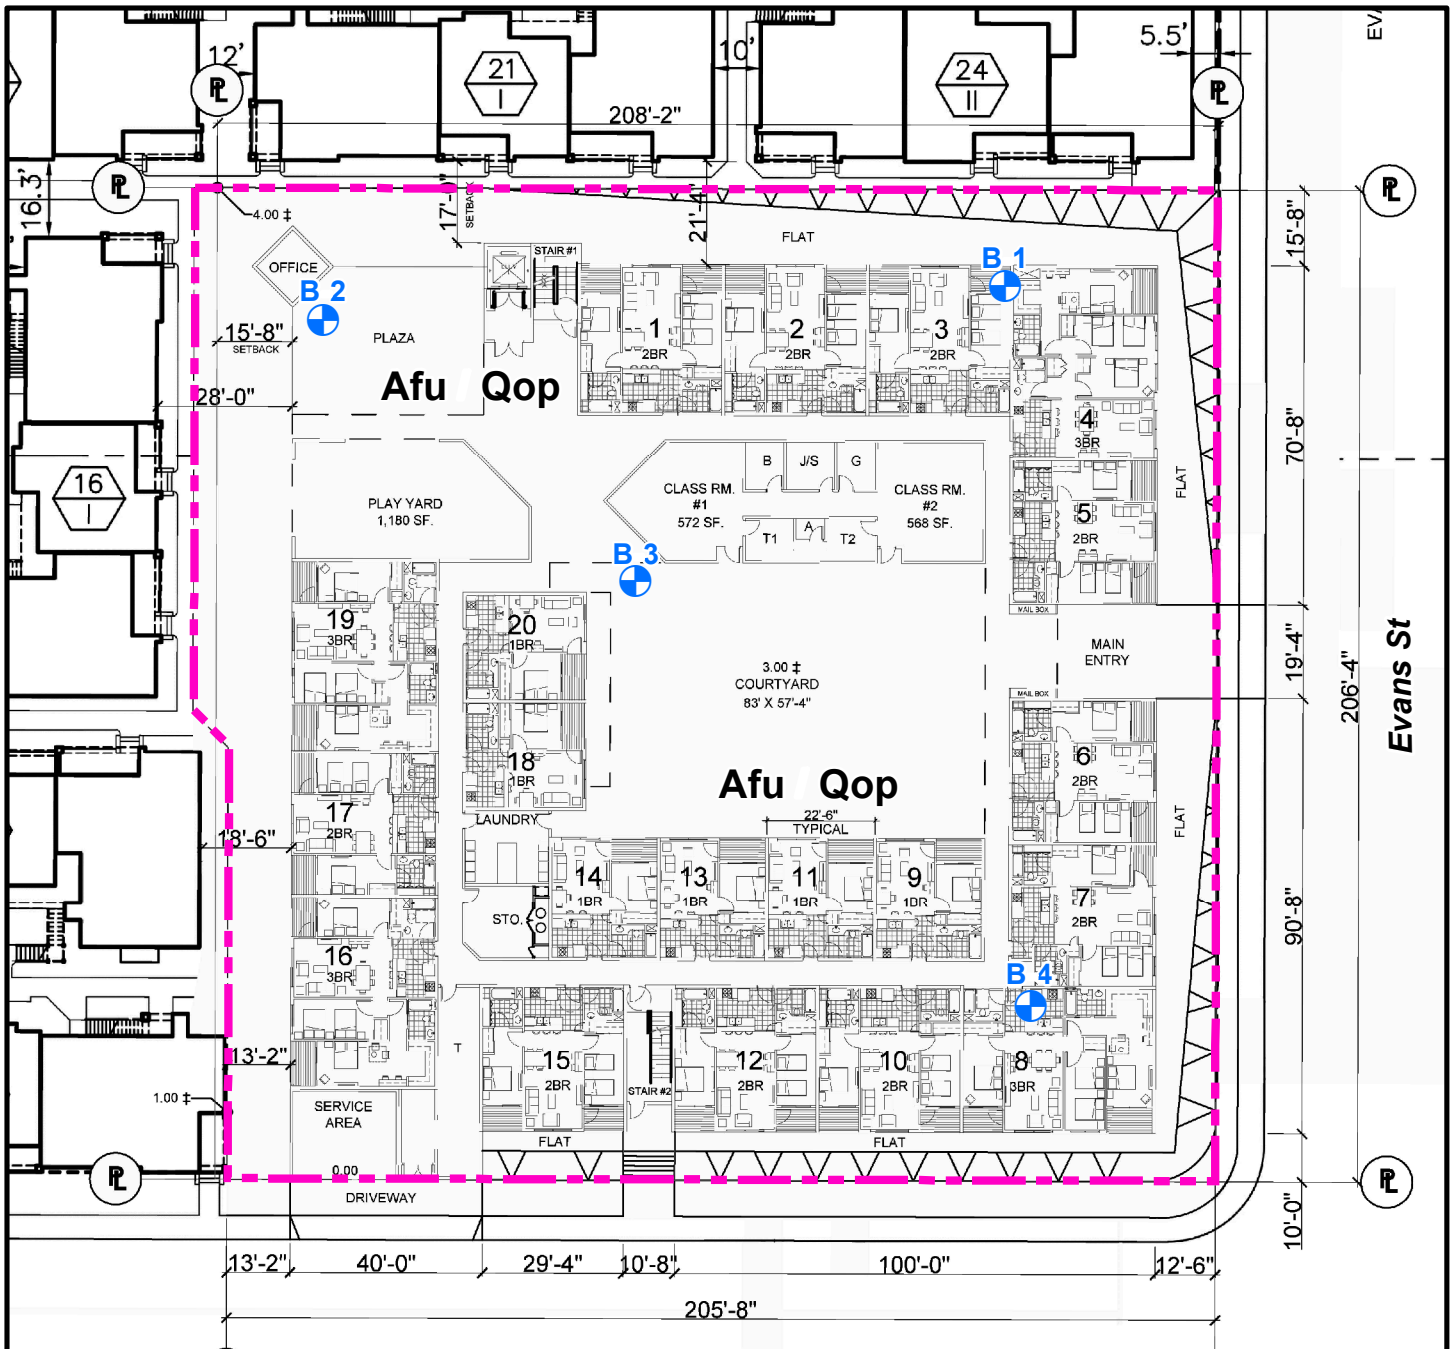 EVA
5.5'
12'
10'
21
I
24
II
PL
PL
208'-2"
16.3'
PL
PL
4.00 ‡
17'-0"
SETBACK
21'-4"
15'-8"
FLAT
OFFICE
STAIR #1
B 1
B 2
15'-8"
SETBACK
PLAZA
1
2BR
2
2BR
3
2BR
Afu / Qop
28'-0"
4
3BR
70'-8"
FLAT
B
J/S
G
16
I
PLAY YARD
1,180 SF.
CLASS RM.
#1
572 SF.
CLASS RM.
#2
568 SF.
5
2BR
T1
A
T2
B 3
MAIL BOX
19
3BR
20
1BR
MAIN
ENTRY
19'-4"
206'-4"
Evans St
3.00 ‡
COURTYARD
83' X 57'-4"
MAIL BOX
18
1BR
6
2BR
Afu / Qop
17
2BR
LAUNDRY
22'-6"
TYPICAL
FLAT
18'-6"
14
1BR
13
1BR
11
1BR
9
1BR
7
2BR
90'-8"
STO.
16
3BR
B 4
13'-2"
T
15
2BR
12
2BR
10
2BR
8
3BR
STAIR #2
1.00 ‡
SERVICE
AREA
FLAT
FLAT
0.00
PL
PL
DRIVEWAY
10'-0"
13'-2"
40'-0"
29'-4"
10'-8"
100'-0"
12'-6"
205'-8"